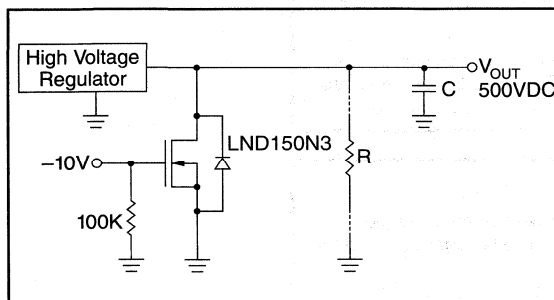 High Voltage
Regulator
V_OUT
500VDC
C
LND150N3
–10V
R
100K